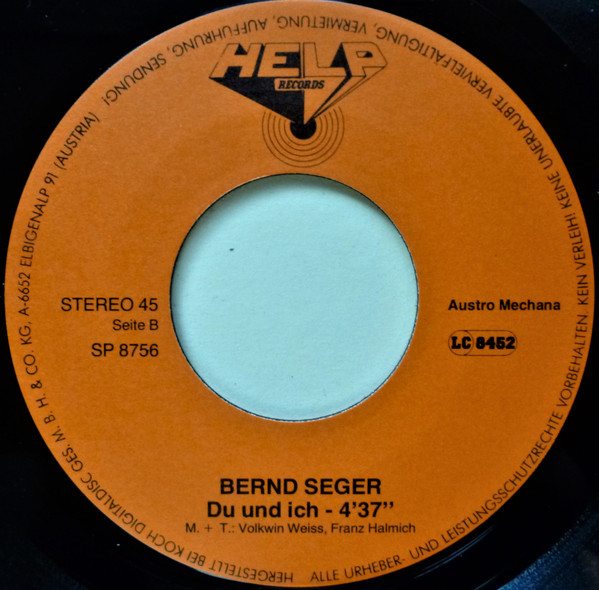 HELP
RECORDS
STEREO 45
Seite B
SP 8756
Austro Mechana
LC 8452
BERND SEGER
Du und ich - 4'37"
M. + T.: Volkwin Weiss, Franz Halmich
HERGESTELLT BEI KOCH DIGITALDISC GES. M. B. H. & CO. KG, A-6652 ELBIGENALP 91 (AUSTRIA)
ALLE URHEBER- UND LEISTUNGSSCHUTZRECHTE VORBEHALTEN KEIN VERLEIH! KEINE UNERLAUBTE VERVIELFÄLTIGUNG, VERMIETUNG, AUFFÜHRUNG, SENDUNG!